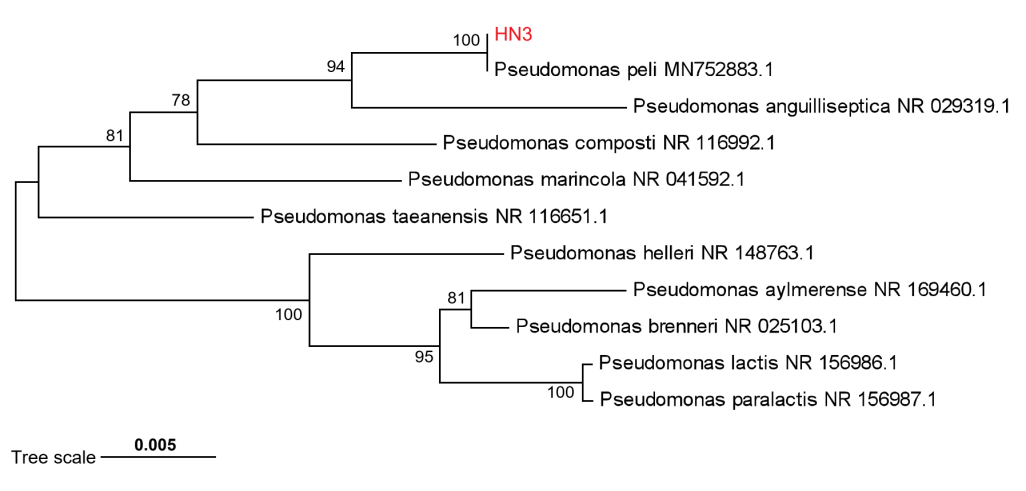 HN3
100
Pseudomonas peli MN752883.1
94
Pseudomonas anguilliseptica NR 029319.1
78
Pseudomonas composti NR 116992.1
81
Pseudomonas marincola NR 041592.1
Pseudomonas taeanensis NR 116651.1
Pseudomonas helleri NR 148763.1
100
Pseudomonas aylmerense NR 169460.1
81
Pseudomonas brenneri NR 025103.1
95
Pseudomonas lactis NR 156986.1
100
Pseudomonas paralactis NR 156987.1
0.005
Tree scale